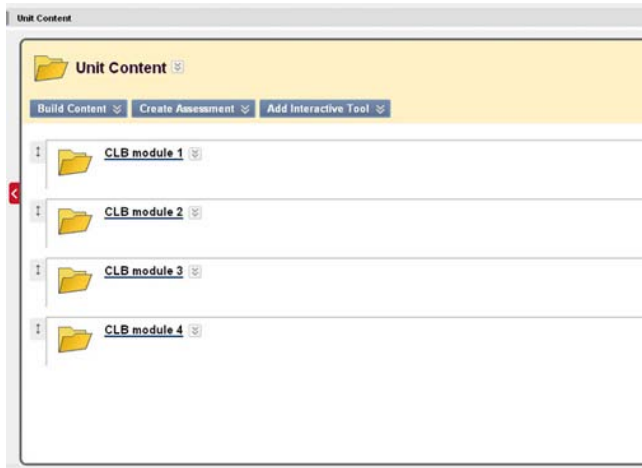 Unit Content
Unit Content
Build Content Create Assessment Add Interactive Tool
CLB module 1
CLB module 2
CLB module 3
CLB module 4